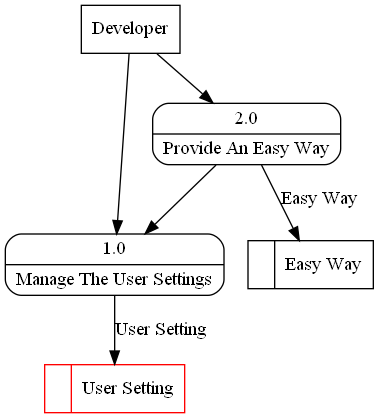 Developer
2.0
Provide An Easy Way
Easy Way
1.0
Manage The User Settings
Easy Way
User Setting
User Setting